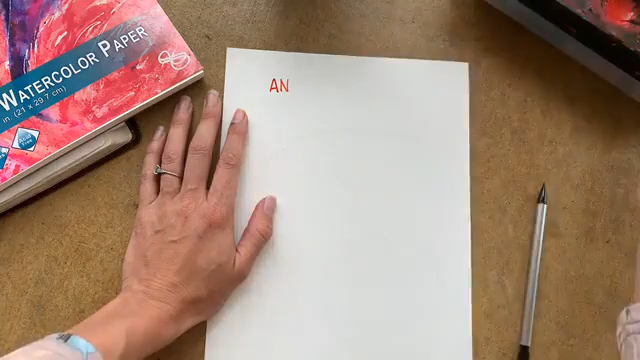 WATERCOLOR PAPER
in. (21 x 29.7 cm)
AN